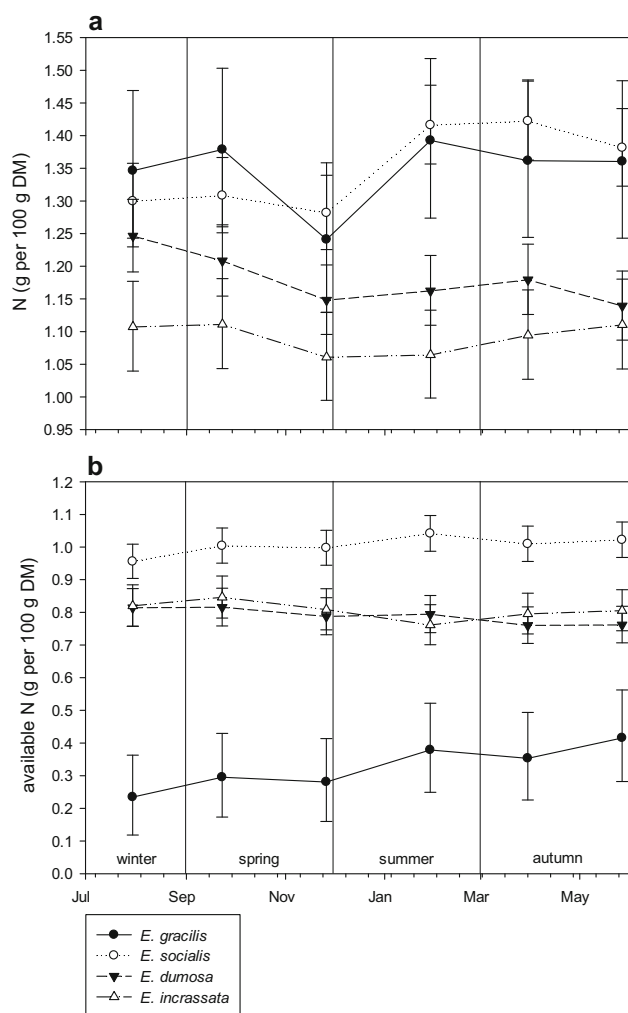 a
1.55
1.50
1.45
1.40
1.35
1.30
1.25
1.20
1.15
1.10
1.05
1.00
0.95
N (g per 100 g DM)
b
1.2
1.1
1.0
0.9
0.8
0.7
0.6
0.5
0.4
0.3
0.2
0.1
0.0
available N (g per 100 g DM)
winter spring summer autumn
Jul Sep Nov Jan Mar May
E. gracilis
E. socialis
E. dumosa
E. incrassata